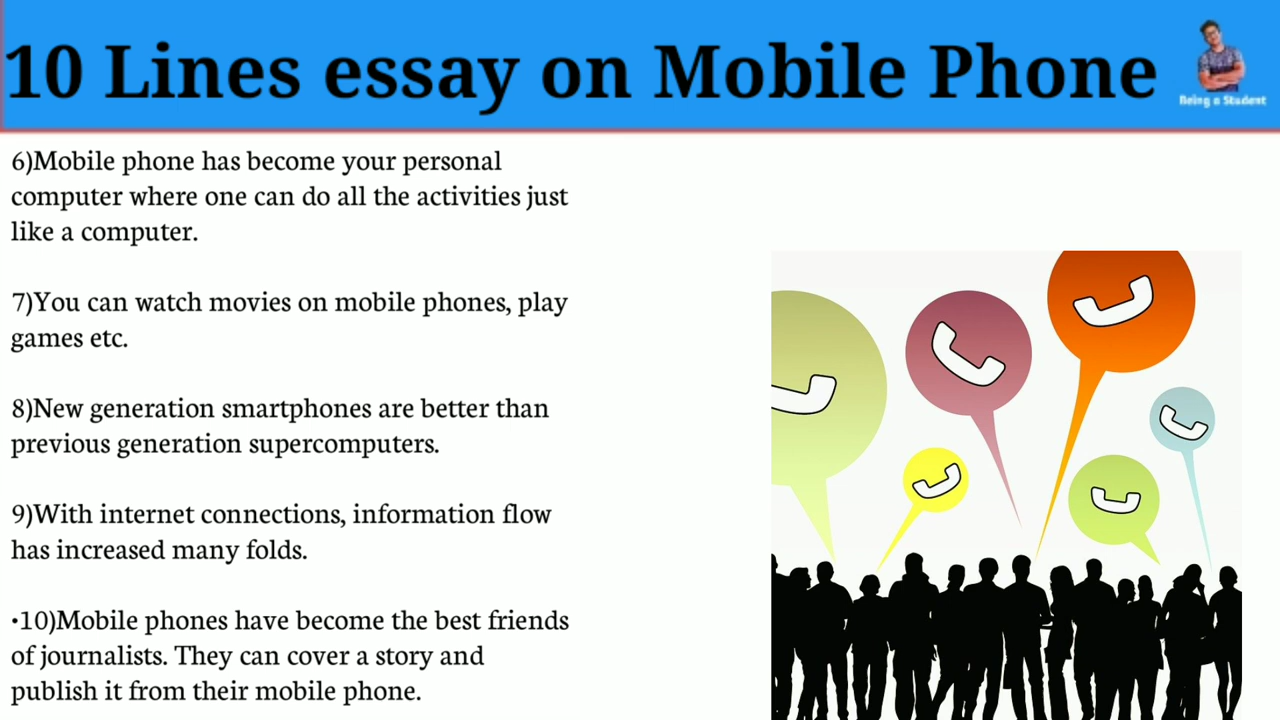 10 Lines essay on Mobile Phone
Being a Student
6)Mobile phone has become your personal
computer where one can do all the activities just
like a computer.
7)You can watch movies on mobile phones, play
games etc.
8)New generation smartphones are better than
previous generation supercomputers.
9)With internet connections, information flow
has increased many folds.
•10)Mobile phones have become the best friends
of journalists. They can cover a story and
publish it from their mobile phone.